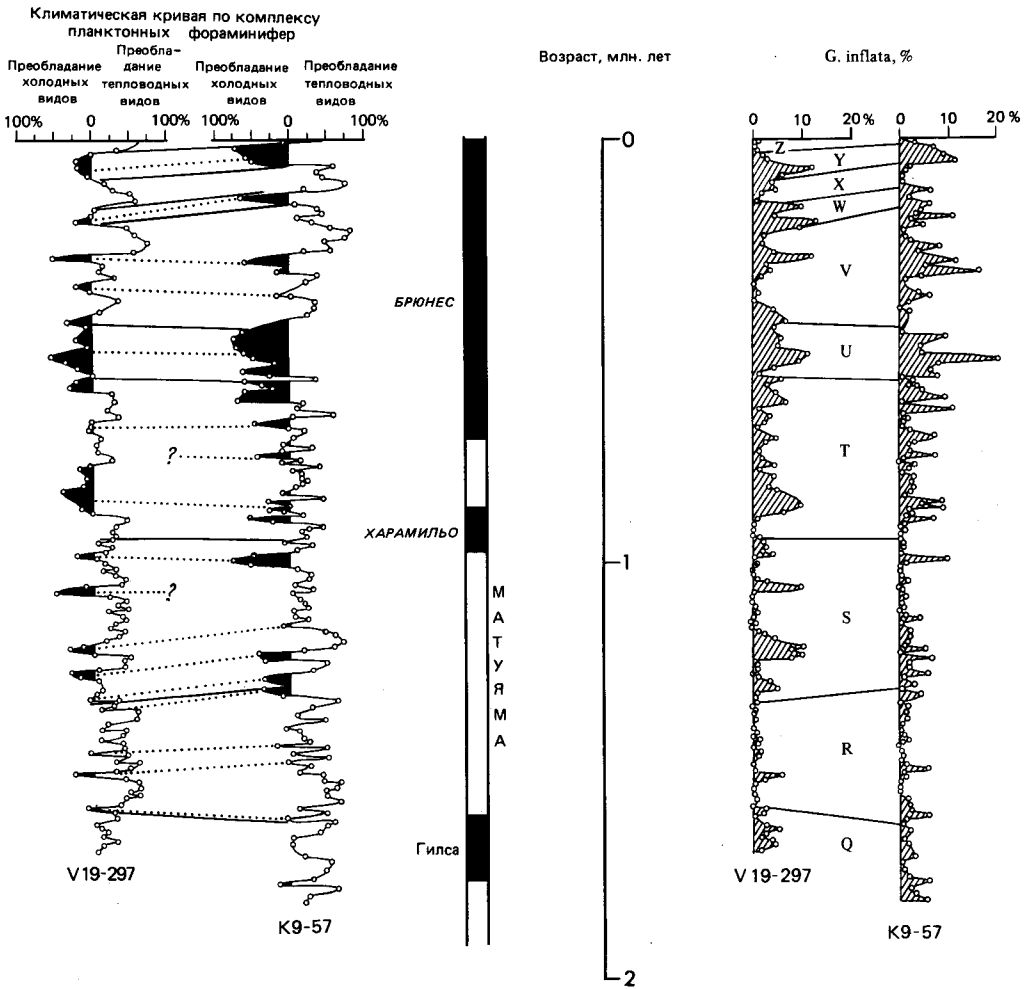 Климатическая кривая по комплексу
планктонных фораминифер
Преобладание
холодных
видов
Преобла-
дание
тепловодных
видов
Преобладание
холодных
видов
Преобладание
тепловодных
видов
100% 0 100% 100% 0 100%
Возраст, млн. лет
G. inflata, %
0 10 20% 0 10 20%
0
1
2
БРЮНЕС
ХАРАМИЛЬО
МАТУЯМА
Гилса
?
?
Z
Y
X
W
V
U
T
S
R
Q
V19-297
K9-57
V 19-297
K9-57